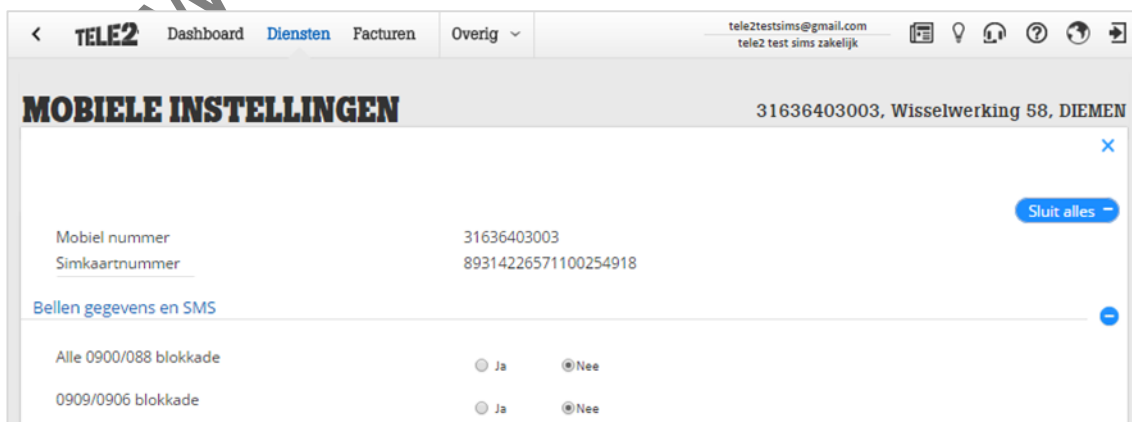 TELE2 Dashboard Diensten Facturen Overig
tele2testsims@gmail.com
tele2 test sims zakelijk
MOBIELE INSTELLINGEN
31636403003, Wisselwerking 58, DIEMEN
Sluit alles
Mobiel nummer 31636403003
Simkaartnummer 89314226571100254918
Bellen gegevens en SMS
Alle 0900/088 blokkade Ja Nee
0909/0906 blokkade Ja Nee